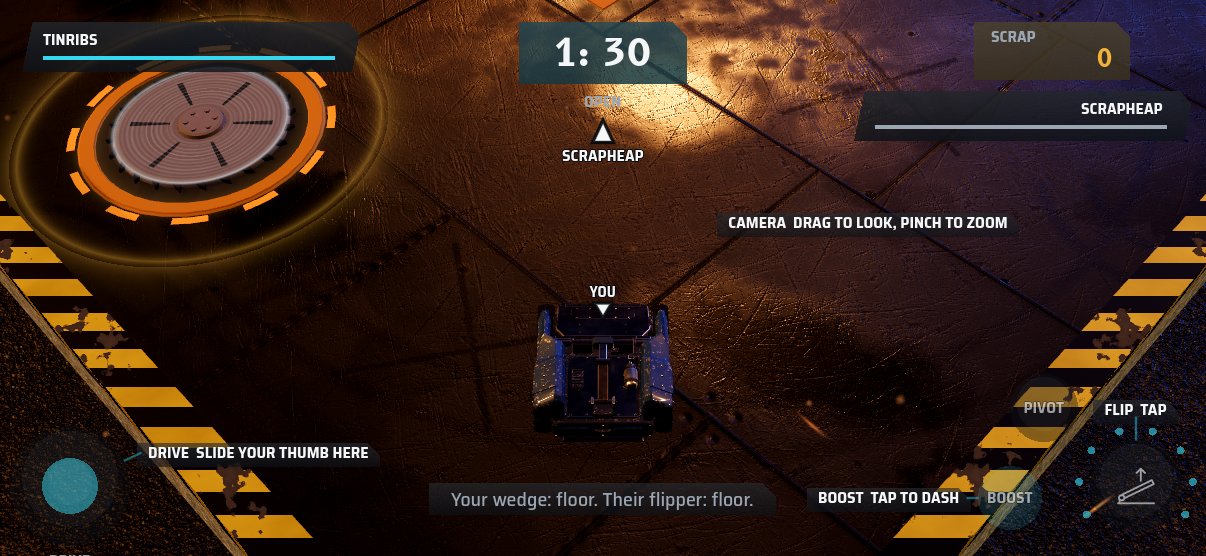 TINRIBS
1: 30
SCRAP
0
OPEN
SCRAPHEAP
SCRAPHEAP
CAMERA DRAG TO LOOK, PINCH TO ZOOM
YOU
PIVOT
FLIP TAP
DRIVE SLIDE YOUR THUMB HERE
Your wedge: floor. Their flipper: floor.
BOOST TAP TO DASH
BOOST